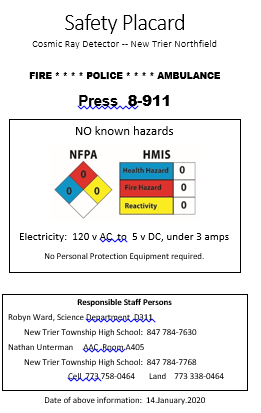 Safety Placard
Cosmic Ray Detector -- New Trier Northfield
FIRE * * * * POLICE * * * * AMBULANCE
Press 8-911
NO known hazards
NFPA HMIS
0
0 0
Health Hazard 0
Fire Hazard 0
Reactivity 0
Electricity: 120 v AC to 5 v DC, under 3 amps
No Personal Protection Equipment required.
Responsible Staff Persons
Robyn Ward, Science Department D311
New Trier Township High School: 847 784-7630
Nathan Unterman AAC Room A405
New Trier Township High School: 847 784-7768
Cell 773 758-0464 Land 773 338-0464
Date of above information: 14.January.2020